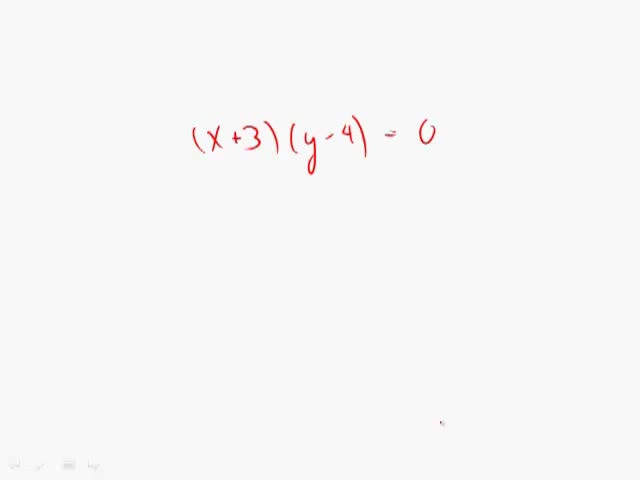 (x+3)(y-4) = 0